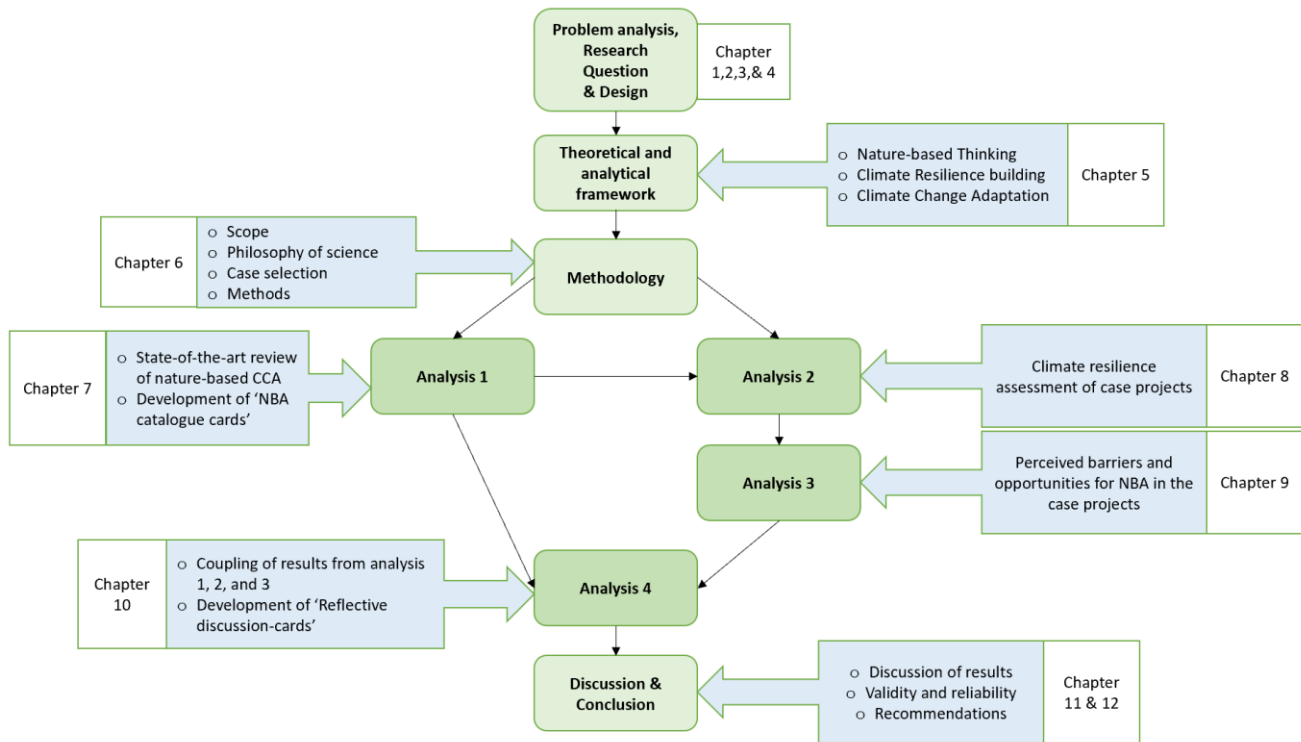 Problem analysis,
Research
Question
& Design
Chapter
1,2,3,& 4
Theoretical and
analytical
framework
o Nature-based Thinking
o Climate Resilience building
o Climate Change Adaptation
Chapter 5
Chapter 6
o Scope
o Philosophy of science
o Case selection
o Methods
Methodology
Chapter 7
o State-of-the-art review
of nature-based CCA
o Development of ‘NBA
catalogue cards’
Analysis 1
Analysis 2
Climate resilience
assessment of case projects
Chapter 8
Analysis 3
Perceived barriers and
opportunities for NBA in the
case projects
Chapter 9
Chapter
10
o Coupling of results from analysis
1, 2, and 3
o Development of ‘Reflective
discussion-cards’
Analysis 4
Discussion &
Conclusion
o Discussion of results
o Validity and reliability
o Recommendations
Chapter
11 & 12